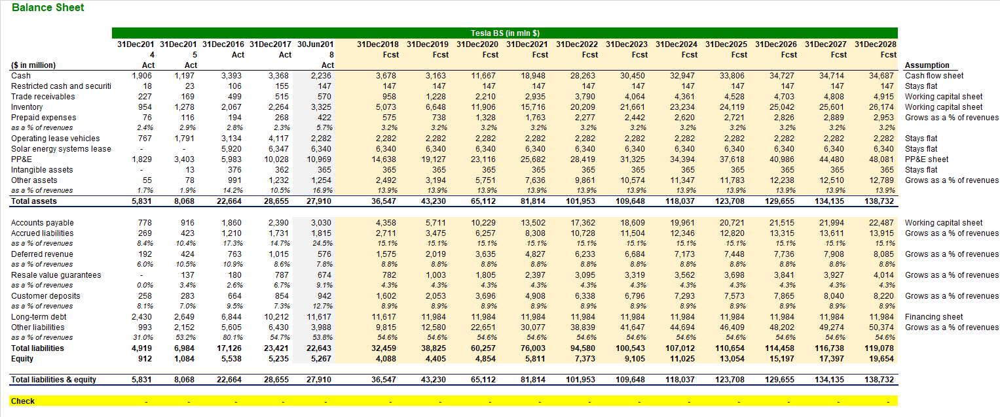 Balance Sheet
Tesla BS (in mln $)
31Dec201 31Dec201 31Dec2016 31Dec2017 30Jun201 31Dec2018 31Dec2019 31Dec2020 31Dec2021 31Dec2022 31Dec2023 31Dec2024 31Dec2025 31Dec2026 31Dec2027 31Dec2028
4 5 Act Act 8 Fcst Fcst Fcst Fcst Fcst Fcst Fcst Fcst Fcst Fcst Fcst
($ in million) Act Act Act Assumption
Cash 1,906 1,197 3,393 3,368 2,236 3,678 3,163 11,667 18,948 28,263 30,450 32,947 33,806 34,727 34,714 34,687 Cash flow sheet
Restricted cash and securiti 18 23 106 155 147 147 147 147 147 147 147 147 147 147 147 147 Stays flat
Trade receivables 227 169 499 515 570 958 1,228 2,210 2,935 3,790 4,064 4,361 4,528 4,703 4,808 4,915 Working capital sheet
Inventory 954 1,278 2,067 2,264 3,325 5,073 6,648 11,906 15,716 20,209 21,661 23,234 24,119 25,042 25,601 26,174 Working capital sheet
Prepaid expenses 76 116 194 268 422 575 738 1,328 1,763 2,277 2,442 2,620 2,721 2,826 2,889 2,953 Grows as a % of revenues
as a % of revenues 2.4% 2.9% 2.8% 2.3% 5.7% 3.2% 3.2% 3.2% 3.2% 3.2% 3.2% 3.2% 3.2% 3.2% 3.2% 3.2%
Operating lease vehicles 767 1,791 3,134 4,117 2,282 2,282 2,282 2,282 2,282 2,282 2,282 2,282 2,282 2,282 2,282 2,282 Stays flat
Solar energy systems lease - - 5,920 6,347 6,340 6,340 6,340 6,340 6,340 6,340 6,340 6,340 6,340 6,340 6,340 6,340 Stays flat
PP&E 1,829 3,403 5,983 10,028 10,969 14,638 19,127 23,116 25,682 28,419 31,325 34,394 37,618 40,986 44,480 48,081 PP&E sheet
Intangible assets - 13 376 362 365 365 365 365 365 365 365 365 365 365 365 365 Stays flat
Other assets 55 78 991 1,232 1,254 2,492 3,194 5,751 7,636 9,861 10,574 11,347 11,783 12,238 12,510 12,789 Grows as a % of revenues
as a % of revenues 1.7% 1.9% 14.2% 10.5% 16.9% 13.9% 13.9% 13.9% 13.9% 13.9% 13.9% 13.9% 13.9% 13.9% 13.9% 13.9%
Total assets 5,831 8,068 22,664 28,655 27,910 36,547 43,230 65,112 81,814 101,953 109,648 118,037 123,708 129,655 134,135 138,732
Accounts payable 778 916 1,860 2,390 3,030 4,358 5,711 10,229 13,502 17,362 18,609 19,961 20,721 21,515 21,994 22,487 Working capital sheet
Accrued liabilities 269 423 1,210 1,731 1,815 2,711 3,475 6,257 8,308 10,728 11,504 12,346 12,820 13,315 13,611 13,915 Grows as a % of revenues
as a % of revenues 8.4% 10.4% 17.3% 14.7% 24.5% 15.1% 15.1% 15.1% 15.1% 15.1% 15.1% 15.1% 15.1% 15.1% 15.1% 15.1%
Deferred revenue 192 424 763 1,015 576 1,575 2,019 3,635 4,827 6,233 6,684 7,173 7,448 7,736 7,908 8,085 Grows as a % of revenues
as a % of revenues 6.0% 10.5% 10.9% 8.6% 7.8% 8.8% 8.8% 8.8% 8.8% 8.8% 8.8% 8.8% 8.8% 8.8% 8.8% 8.8%
Resale value guarantees - 137 180 787 674 782 1,003 1,805 2,397 3,095 3,319 3,562 3,698 3,841 3,927 4,014 Grows as a % of revenues
as a % of revenues 0.0% 3.4% 2.6% 6.7% 9.1% 4.3% 4.3% 4.3% 4.3% 4.3% 4.3% 4.3% 4.3% 4.3% 4.3% 4.3%
Customer deposits 258 283 664 854 942 1,602 2,053 3,696 4,908 6,338 6,796 7,293 7,573 7,865 8,040 8,220 Grows as a % of revenues
as a % of revenues 8.1% 7.0% 9.5% 7.3% 12.7% 8.9% 8.9% 8.9% 8.9% 8.9% 8.9% 8.9% 8.9% 8.9% 8.9% 8.9%
Long-term debt 2,430 2,649 6,844 10,212 11,617 11,617 11,984 11,984 11,984 11,984 11,984 11,984 11,984 11,984 11,984 11,984 Financing sheet
Other liabilities 993 2,152 5,605 6,430 3,988 9,815 12,580 22,651 30,077 38,839 41,647 44,694 46,409 48,202 49,274 50,374 Grows as a % of revenues
as a % of revenues 31.0% 53.2% 80.1% 54.7% 53.8% 54.6% 54.6% 54.6% 54.6% 54.6% 54.6% 54.6% 54.6% 54.6% 54.6% 54.6%
Total liabilities 4,919 6,984 17,126 23,421 22,643 32,459 38,825 60,257 76,003 94,580 100,543 107,012 110,654 114,458 116,738 119,078
Equity 912 1,084 5,538 5,235 5,267 4,088 4,405 4,854 5,811 7,373 9,105 11,025 13,054 15,197 17,397 19,654
Total liabilities & equity 5,831 8,068 22,664 28,655 27,910 36,547 43,230 65,112 81,814 101,953 109,648 118,037 123,708 129,655 134,135 138,732
Check - - - - - - - - - - - - - - - -